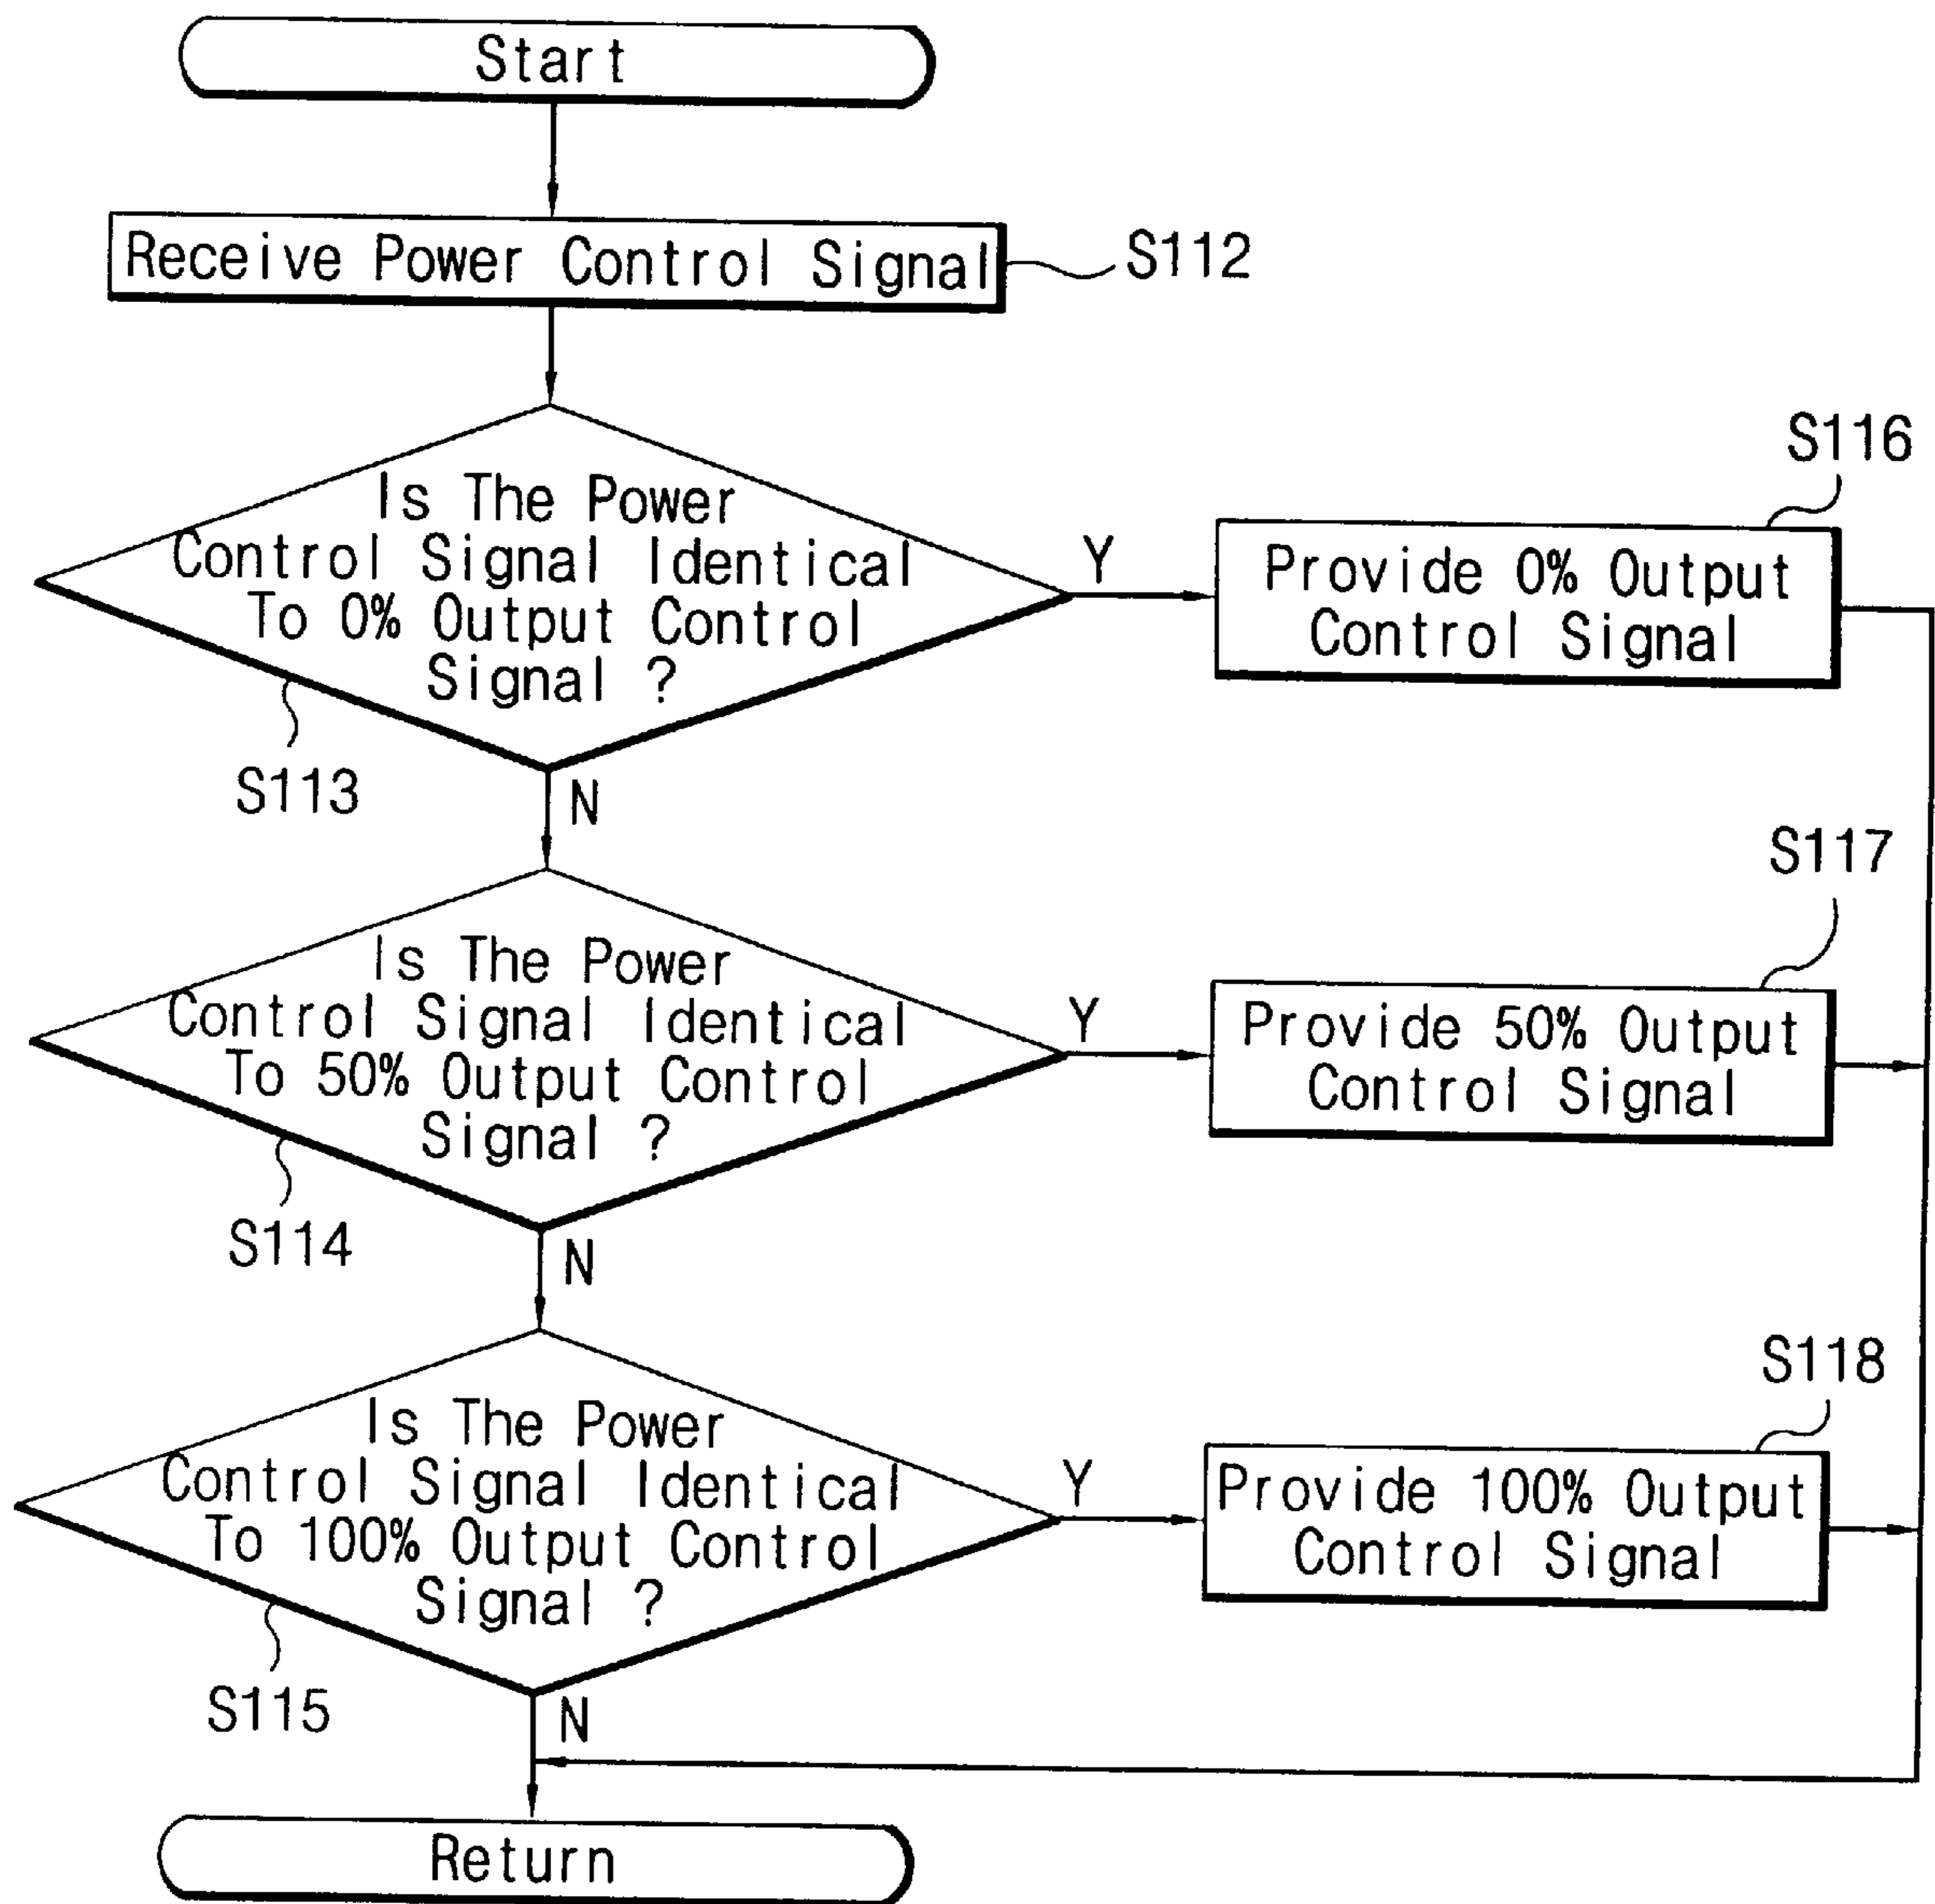 Start
Receive Power Control Signal
S112
Is The Power
Control Signal Identical
To 0% Output Control
Signal ?
S113
Y
N
S116
Provide 0% Output
Control Signal
Is The Power
Control Signal Identical
To 50% Output Control
Signal ?
S114
Y
N
S117
Provide 50% Output
Control Signal
Is The Power
Control Signal Identical
To 100% Output Control
Signal ?
S115
Y
N
S118
Provide 100% Output
Control Signal
Return